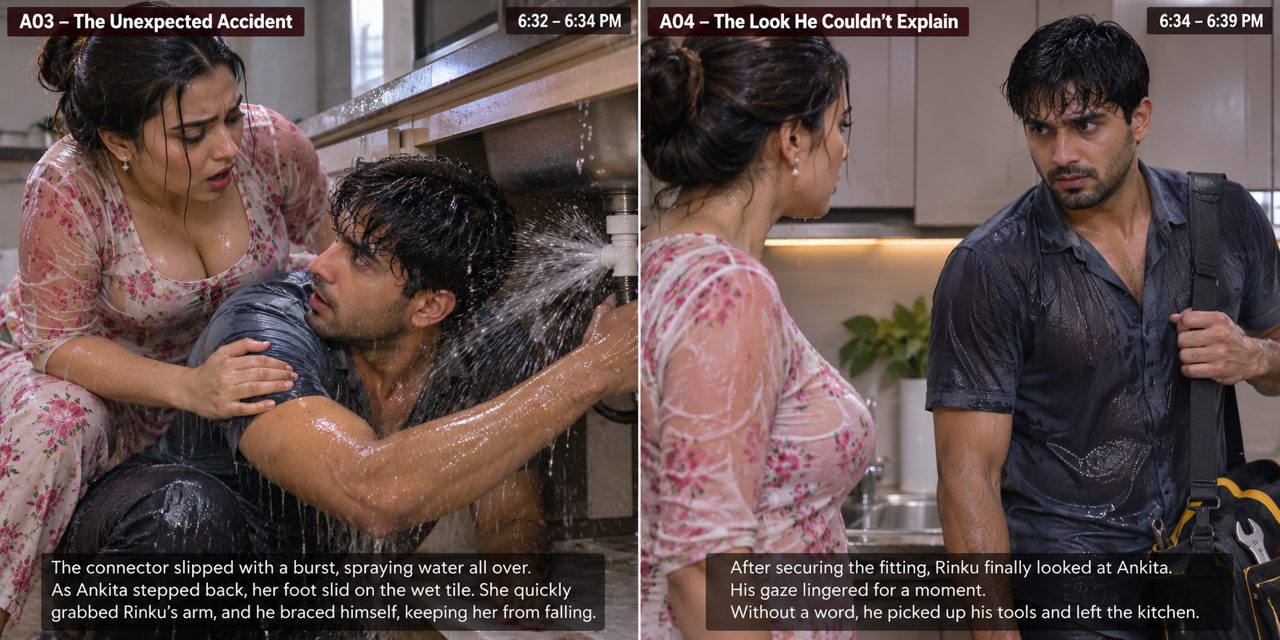 A03 – The Unexpected Accident
6:32 – 6:34 PM
The connector slipped with a burst, spraying water all over.
As Ankita stepped back, her foot slid on the wet tile. She quickly
grabbed Rinku's arm, and he braced himself, keeping her from falling.
A04 – The Look He Couldn't Explain
6:34 – 6:39 PM
After securing the fitting, Rinku finally looked at Ankita.
His gaze lingered for a moment.
Without a word, he picked up his tools and left the kitchen.